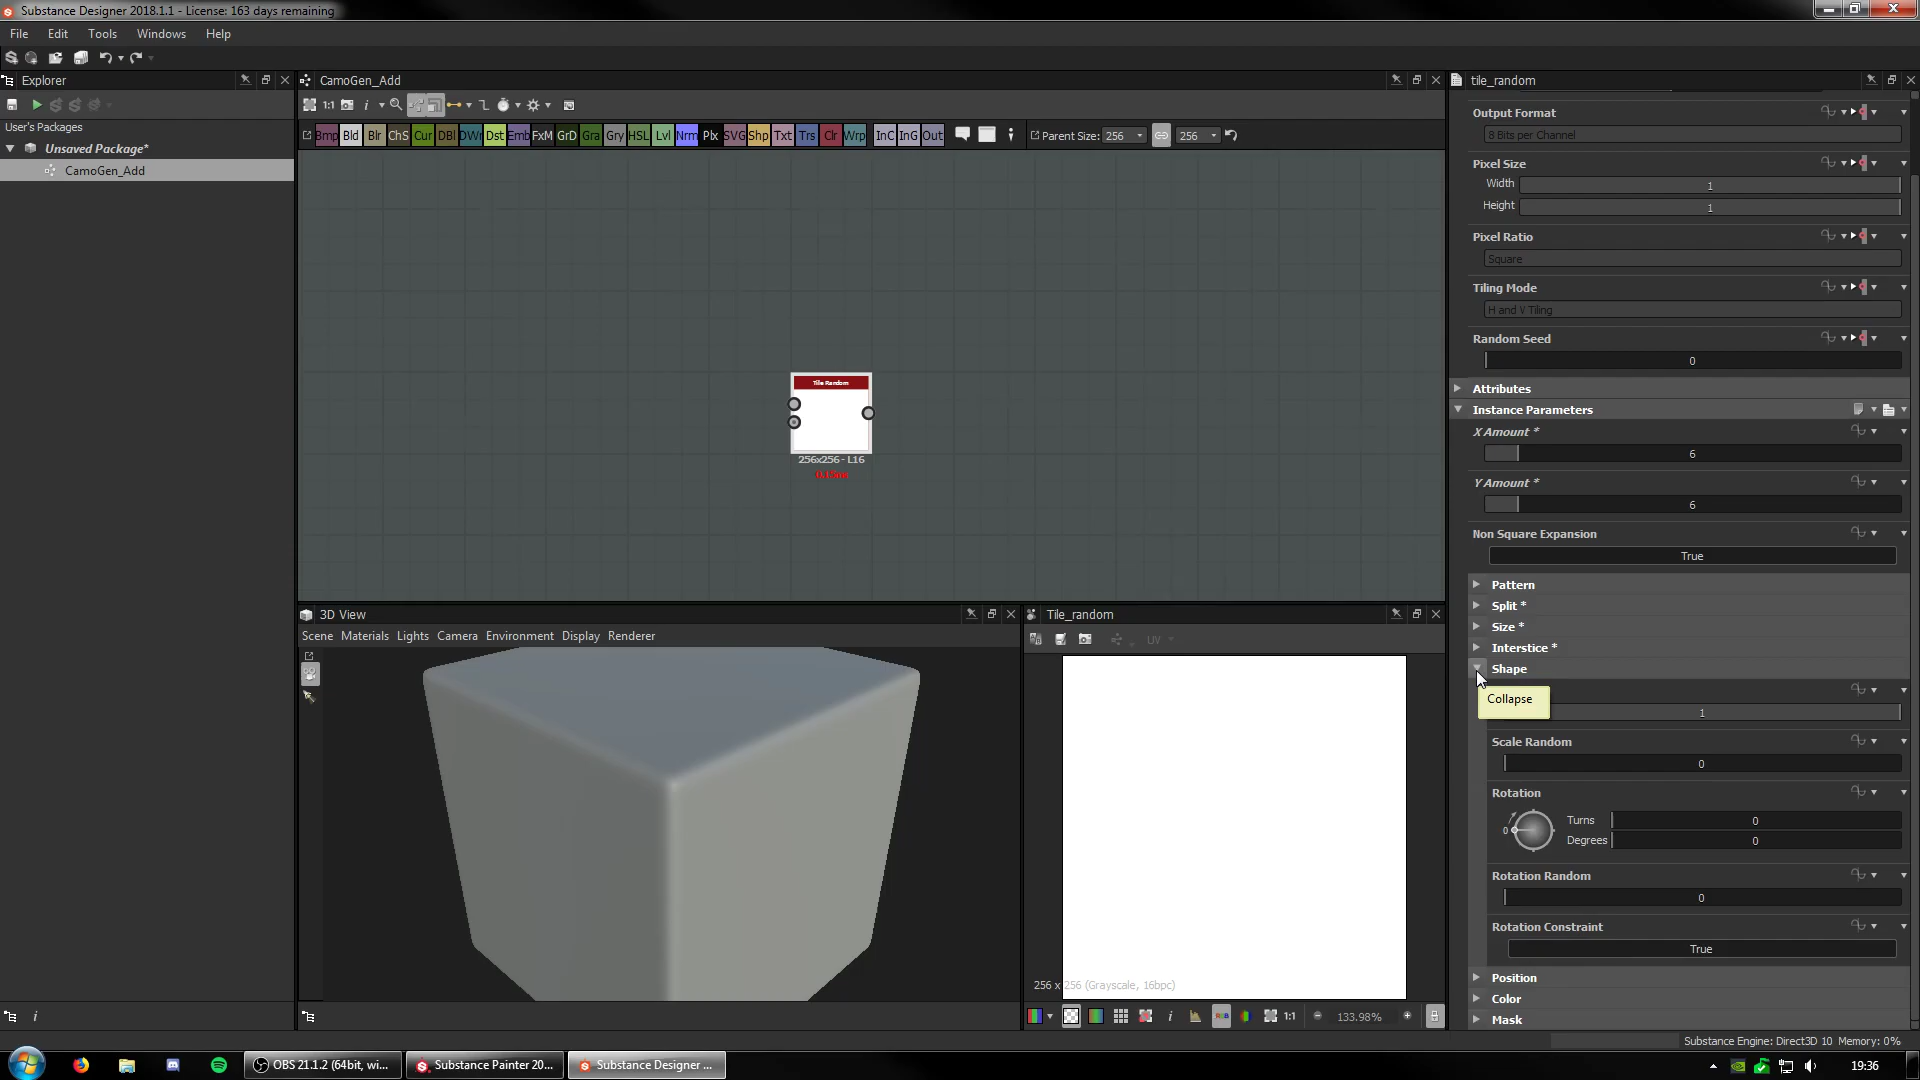 Substance Designer 2018.1.1 - License: 163 days remaining
File Edit Tools Windows Help
Explorer
User's Packages
Unsaved Package*
CamoGen_Add
CamoGen_Add
1:1
Bmp Bld Blr ChS Cur DBl DWr Dst Emb FxM GrD Gra Gry HSL Lvl Nrm Plx SVG Shp Txt Trs Clr Wrp InC InG Out
Parent Size: 256 256
Tile Random
256x256 - L16
0.15ms
3D View
Scene Materials Lights Camera Environment Display Renderer
Tile_random
UV
256 x 256 (Grayscale, 16bpc)
1:1
133.98%
tile_random
Output Format
8 Bits per Channel
Pixel Size
Width 1
Height 1
Pixel Ratio
Square
Tiling Mode
H and V Tiling
Random Seed
0
Attributes
Instance Parameters
X Amount *
6
Y Amount *
6
Non Square Expansion
True
Pattern
Split *
Size *
Interstice *
Shape
Collapse
1
Scale Random
0
Rotation
0
Turns 0
Degrees 0
Rotation Random
0
Rotation Constraint
True
Position
Color
Mask
Substance Engine: Direct3D 10 Memory: 0%
OBS 21.1.2 (64bit, wi...
Substance Painter 20...
Substance Designer ...
19:36